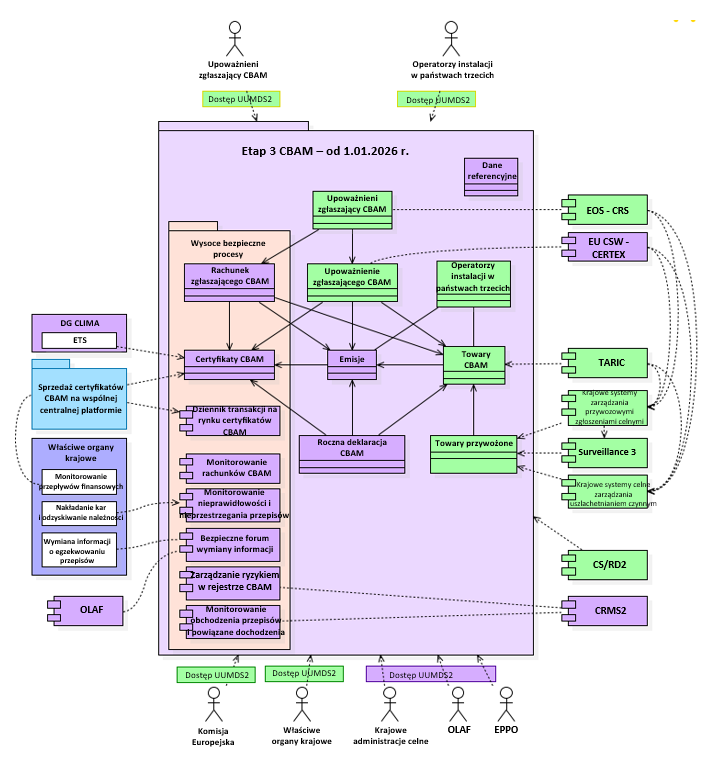 Upoważnieni
zgłaszający CBAM
Operatorzy instalacji
w państwach trzecich
Dostęp UUMDS2
Dostęp UUMDS2
Etap 3 CBAM – od 1.01.2026 r.
Dane
referencyjne
Upoważnieni
zgłaszający CBAM
EOS - CRS
EU CSW -
CERTEX
Wysoce bezpieczne
procesy
Rachunek
zgłaszającego CBAM
Upoważnienie
zgłaszającego CBAM
Operatorzy
instalacji w
państwach trzecich
DG CLIMA
ETS
Certyfikaty CBAM
Emisje
Towary
CBAM
TARIC
Sprzedaż certyfikatów
CBAM na wspólnej
centralnej platformie
Dziennik transakcji na
rynku certyfikatów
CBAM
Krajowe systemy
zarządzania
przywozowymi
zgłoszeniami celnymi
Roczna deklaracja
CBAM
Towary przywożone
Surveillance 3
Właściwe organy
krajowe
Monitorowanie
przepływów finansowych
Nakładanie kar
i odzyskiwanie należności
Wymiana informacji
o egzekwowaniu
przepisów
Monitorowanie
rachunków CBAM
Monitorowanie
nieprawidłowości i
nieprzestrzegania przepisów
Krajowe systemy celne
zarządzania
uszlachetnianiem czynnym
Bezpieczne forum
wymiany informacji
Zarządzanie ryzykiem
w rejestrze CBAM
CS/RD2
OLAF
Monitorowanie
obchodzenia przepisów
i powiązane dochodzenia
CRMS2
Dostęp UUMDS2
Dostęp UUMDS2
Dostęp UUMDS2
Komisja
Europejska
Właściwe
organy krajowe
Krajowe
administracje celne
OLAF
EPPO